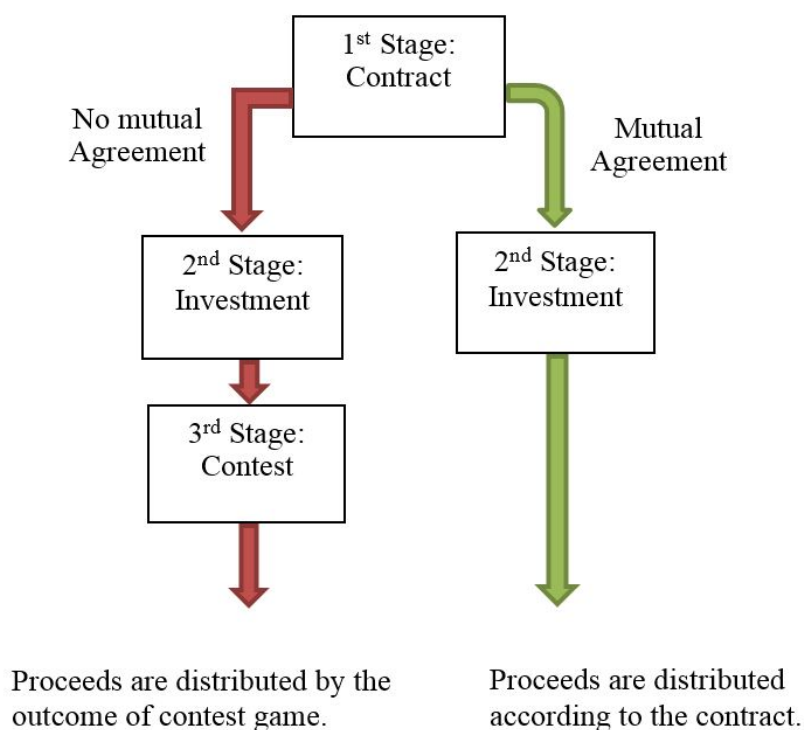 1st Stage:
Contract
No mutual
Agreement
Mutual
Agreement
2nd Stage:
Investment
2nd Stage:
Investment
3rd Stage:
Contest
Proceeds are distributed by the
outcome of contest game.
Proceeds are distributed
according to the contract.